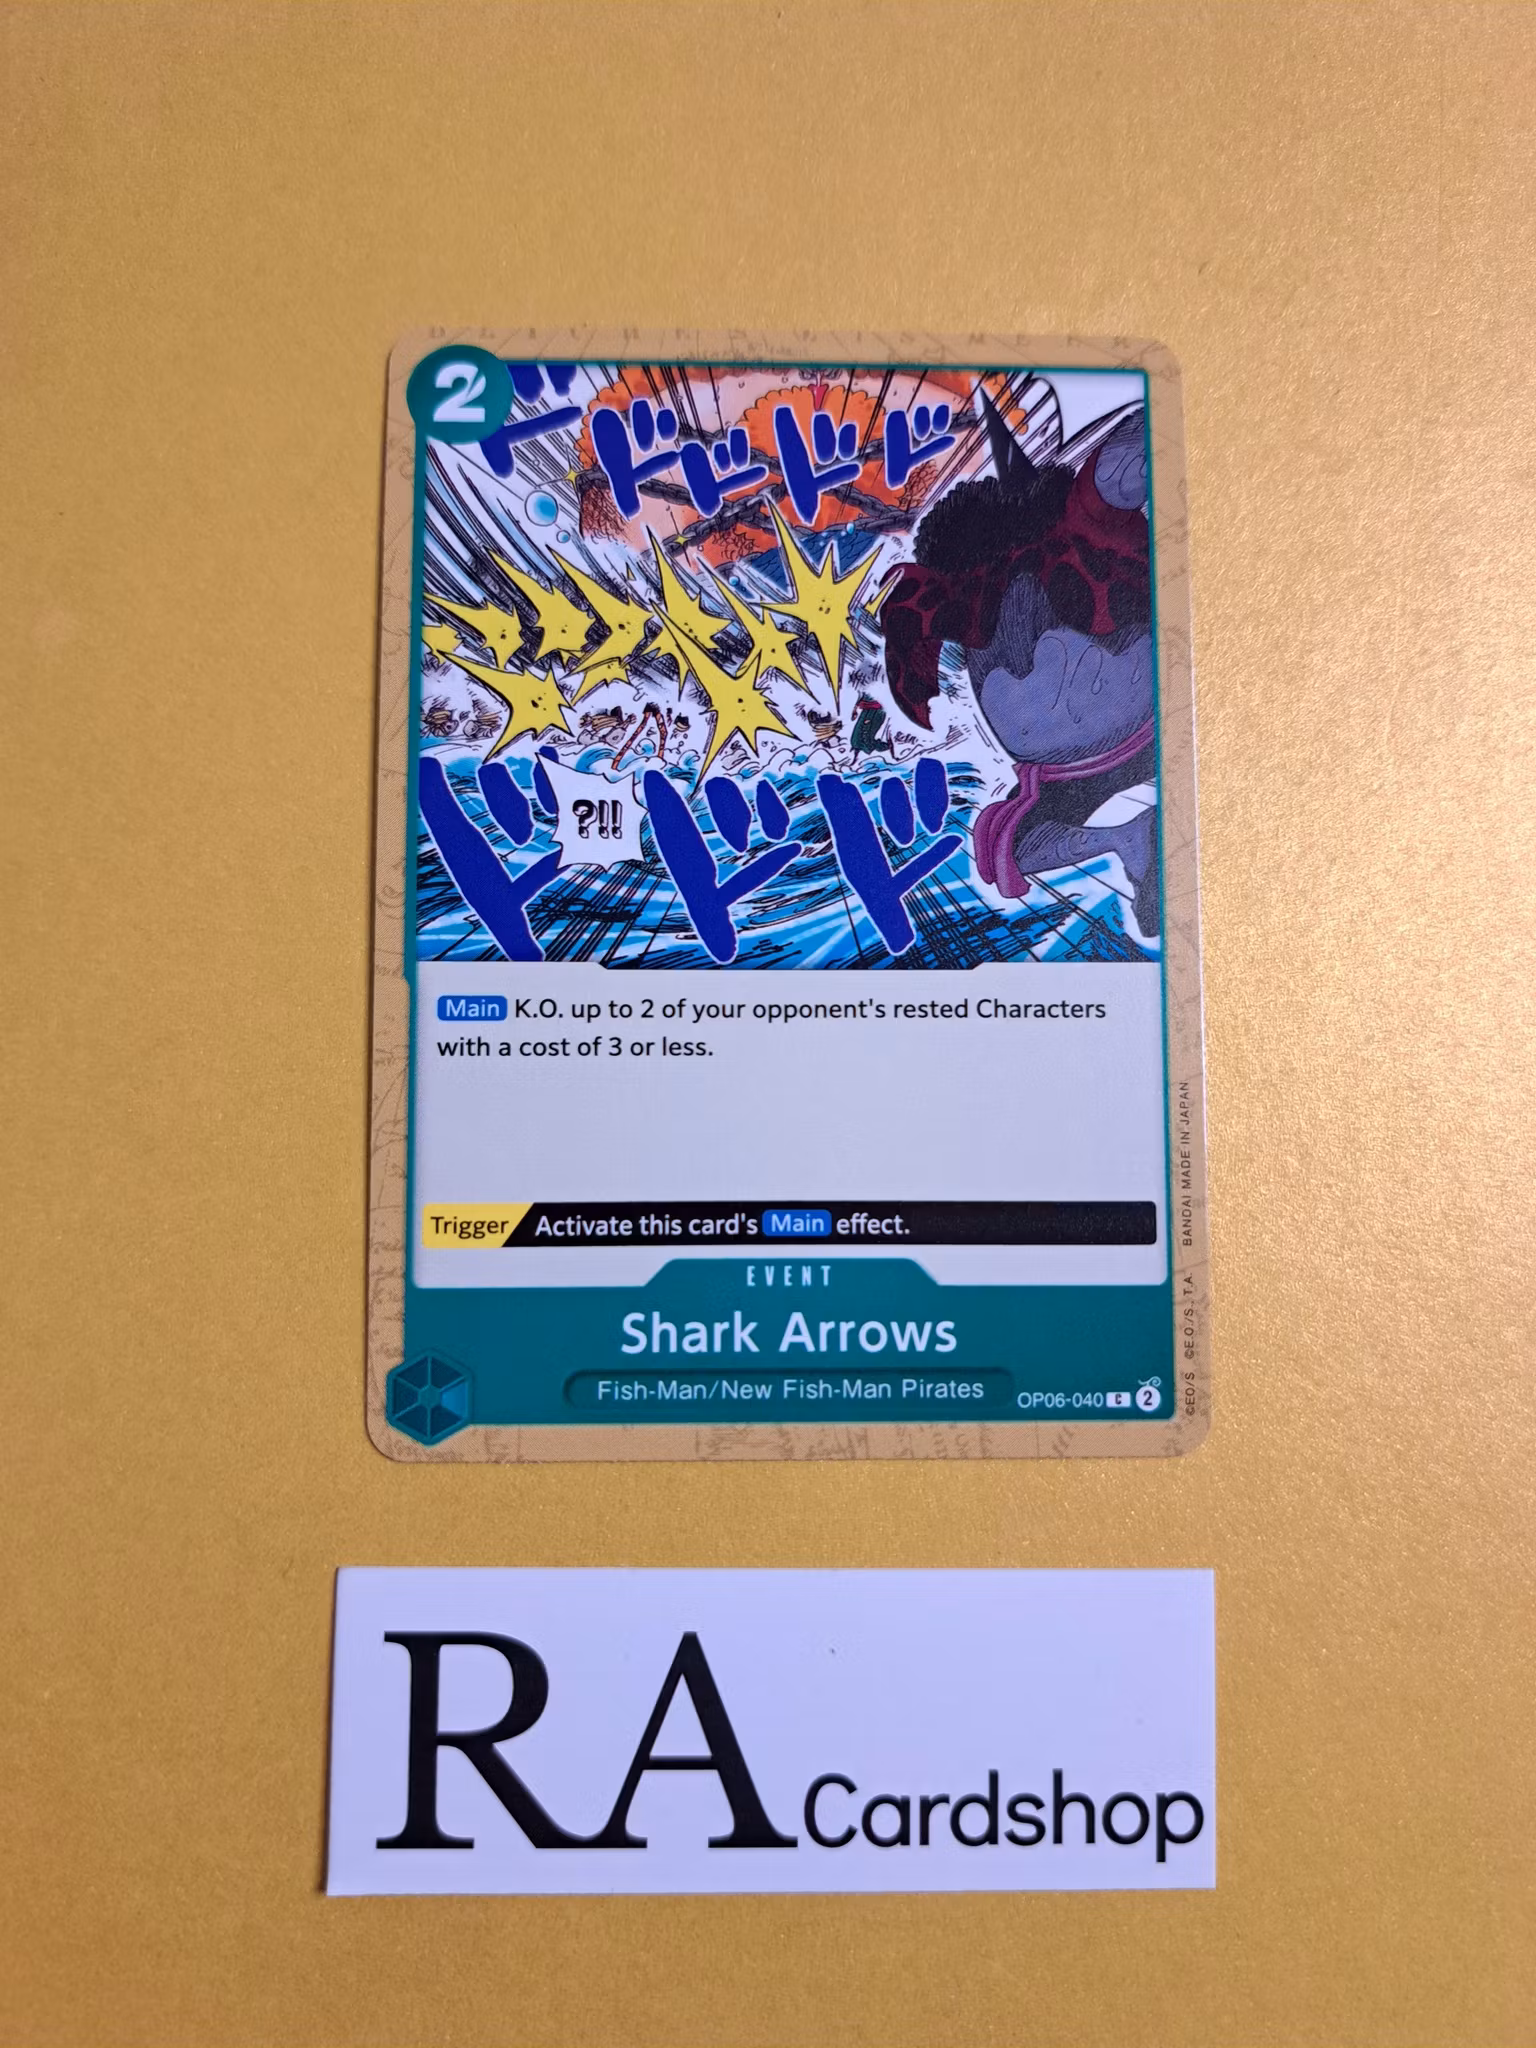 2
ド
ドドドド
?!!
ドドド
Main K.O. up to 2 of your opponent's rested Characters
with a cost of 3 or less.
Trigger Activate this card's Main effect.
EVENT
Shark Arrows
Fish-Man/New Fish-Man Pirates
OP06-040 C 2
©EO/S ©E.O./S.,T.A. BANDAI MADE IN JAPAN
RA Cardshop